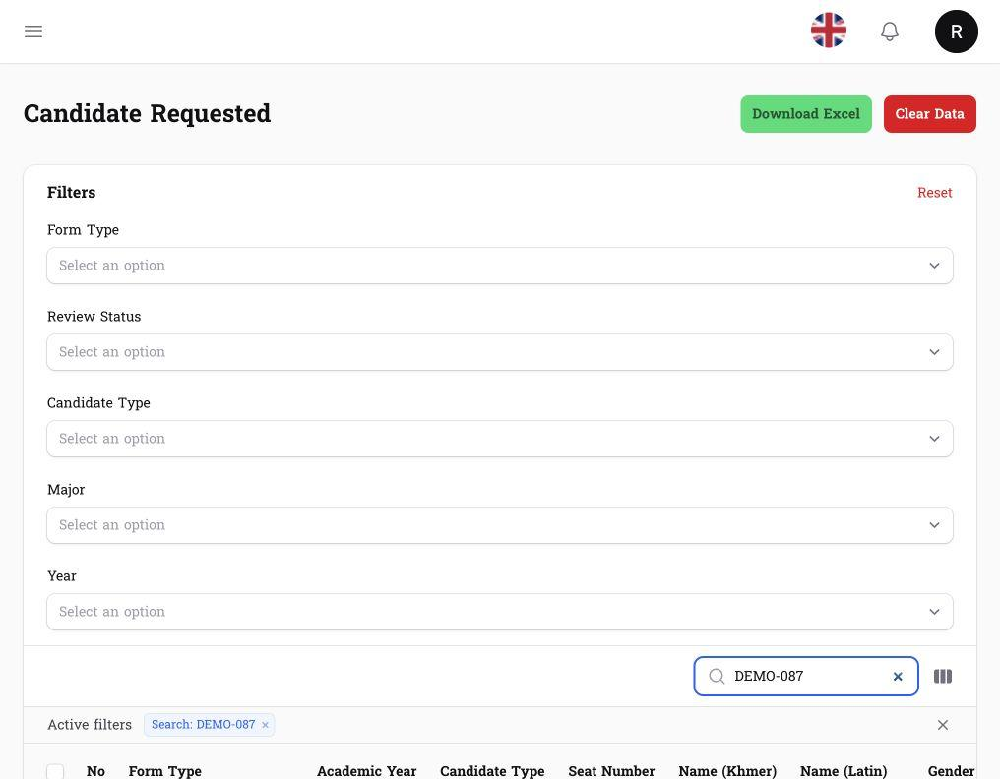 R
Candidate Requested
Download Excel
Clear Data
Filters
Reset
Form Type
Select an option
Review Status
Select an option
Candidate Type
Select an option
Major
Select an option
Year
Select an option
DEMO-087
Active filters
Search: DEMO-087
No Form Type Academic Year Candidate Type Seat Number Name (Khmer) Name (Latin) Gender